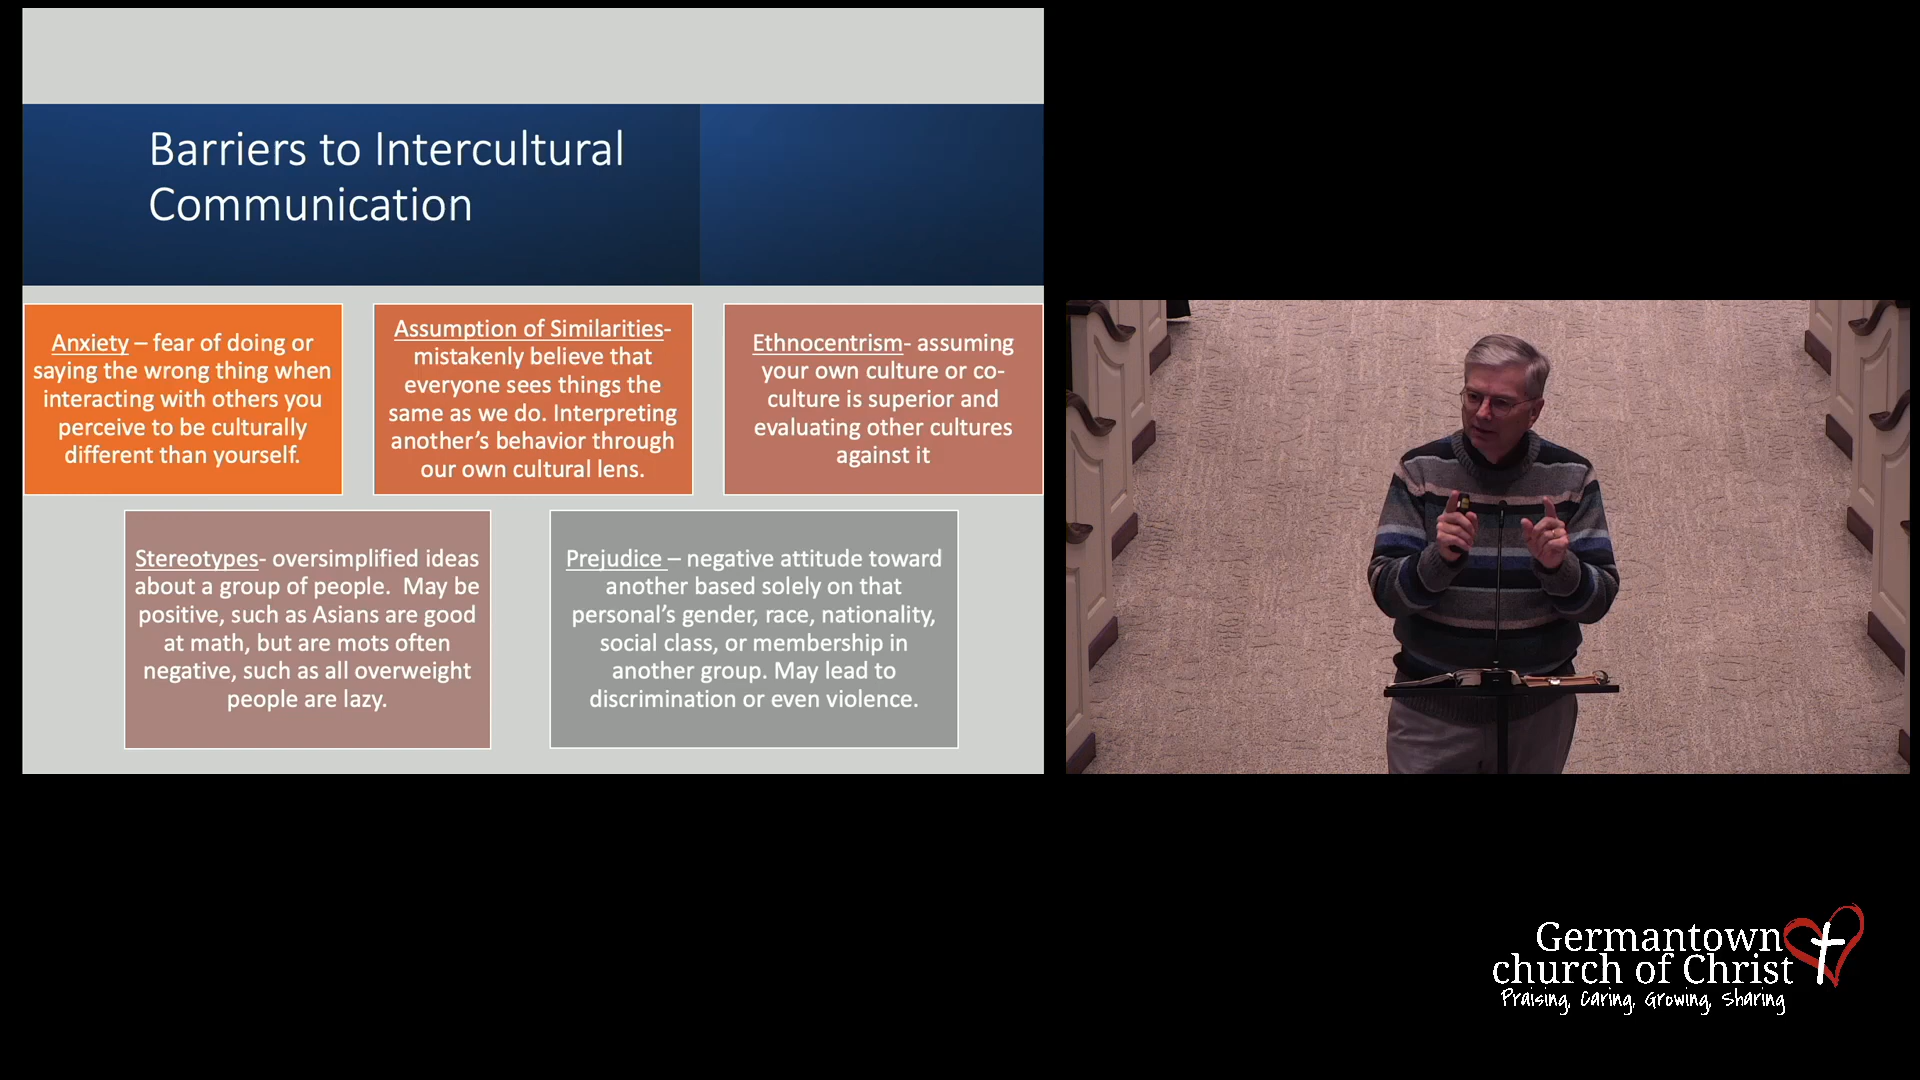 Barriers to Intercultural
Communication
Anxiety – fear of doing or
saying the wrong thing when
interacting with others you
perceive to be culturally
different than yourself.
Assumption of Similarities-
mistakenly believe that
everyone sees things the
same as we do. Interpreting
another’s behavior through
our own cultural lens.
Ethnocentrism- assuming
your own culture or co-
culture is superior and
evaluating other cultures
against it
Stereotypes- oversimplified ideas
about a group of people.  May be
positive, such as Asians are good
at math, but are mots often
negative, such as all overweight
people are lazy.
Prejudice – negative attitude toward
another based solely on that
personal’s gender, race, nationality,
social class, or membership in
another group. May lead to
discrimination or even violence.
Germantown
church of Christ
Praising, Caring, Growing, Sharing